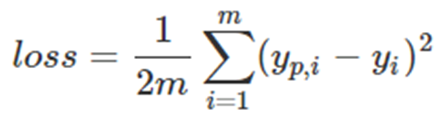 loss = \frac{1}{2m} \sum_{i=1}^{m} (y_{p,i} - y_i)^2